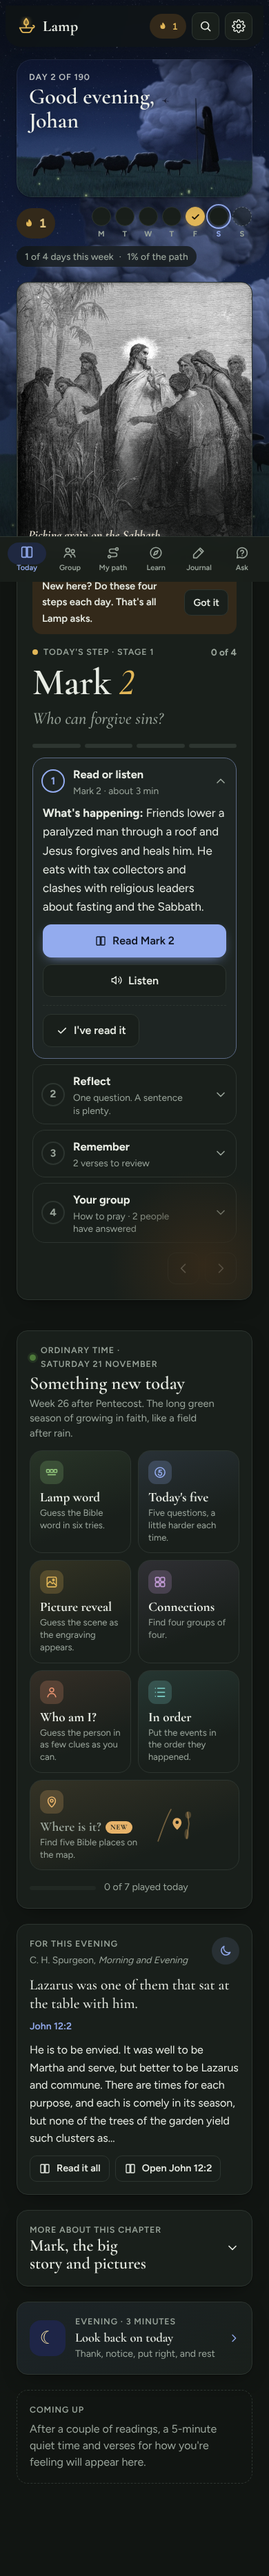 Lamp
1
DAY 2 OF 190
Good evening,
Johan
1
M T W T F S S
1 of 4 days this week · 1% of the path
Picking grain on the Sabbath
Today Group My path Learn Journal Ask
New here? Do these four
steps each day. That's all
Lamp asks.
Got it
TODAY'S STEP · STAGE 1
0 of 4
Mark 2
Who can forgive sins?
1
Read or listen
Mark 2 · about 3 min
What's happening: Friends lower a
paralyzed man through a roof and
Jesus forgives and heals him. He
eats with tax collectors and
clashes with religious leaders
about fasting and the Sabbath.
Read Mark 2
Listen
I've read it
2
Reflect
One question. A sentence
is plenty.
3
Remember
2 verses to review
4
Your group
How to pray · 2 people
have answered
ORDINARY TIME ·
SATURDAY 21 NOVEMBER
Something new today
Week 26 after Pentecost. The long green
season of growing in faith, like a field
after rain.
Lamp word
Guess the Bible
word in six tries.
Today's five
Five questions, a
little harder each
time.
Picture reveal
Guess the scene as
the engraving
appears.
Connections
Find four groups of
four.
Who am I?
Guess the person in
as few clues as you
can.
In order
Put the events in
the order they
happened.
Where is it? NEW
Find five Bible places on
the map.
0 of 7 played today
FOR THIS EVENING
C. H. Spurgeon, Morning and Evening
Lazarus was one of them that sat at
the table with him.
John 12:2
He is to be envied. It was well to be
Martha and serve, but better to be Lazarus
and commune. There are times for each
purpose, and each is comely in its season,
but none of the trees of the garden yield
such clusters as...
Read it all
Open John 12:2
MORE ABOUT THIS CHAPTER
Mark, the big
story and pictures
EVENING · 3 MINUTES
Look back on today
Thank, notice, put right, and rest
COMING UP
After a couple of readings, a 5-minute
quiet time and verses for how you're
feeling will appear here.